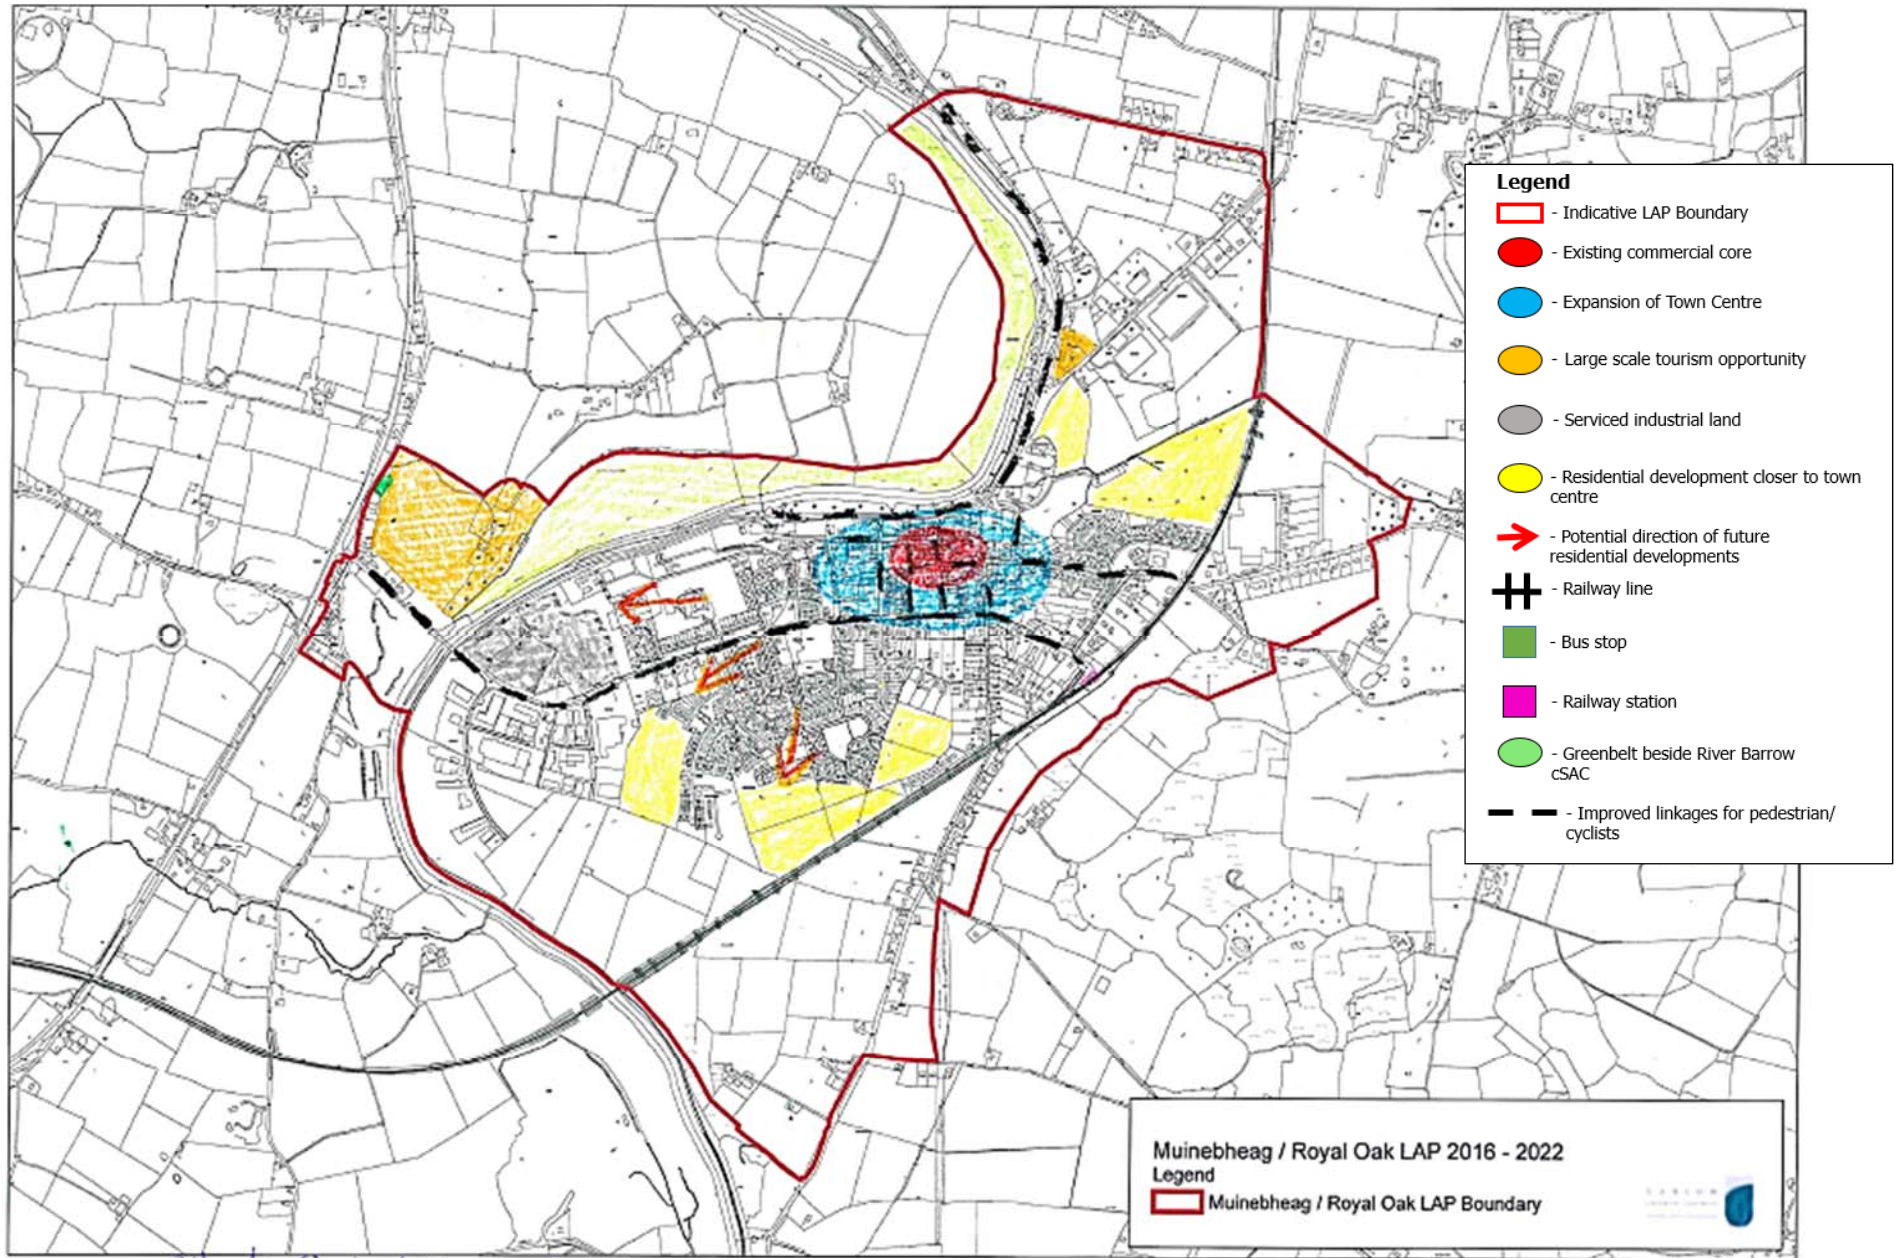 Legend
- Indicative LAP Boundary
- Existing commercial core
- Expansion of Town Centre
- Large scale tourism opportunity
- Serviced industrial land
- Residential development closer to town
centre
- Potential direction of future
residential developments
- Railway line
- Bus stop
- Railway station
- Greenbelt beside River Barrow
cSAC
- Improved linkages for pedestrian/
cyclists
Muinebheag / Royal Oak LAP 2016 - 2022
Legend
Muinebheag / Royal Oak LAP Boundary